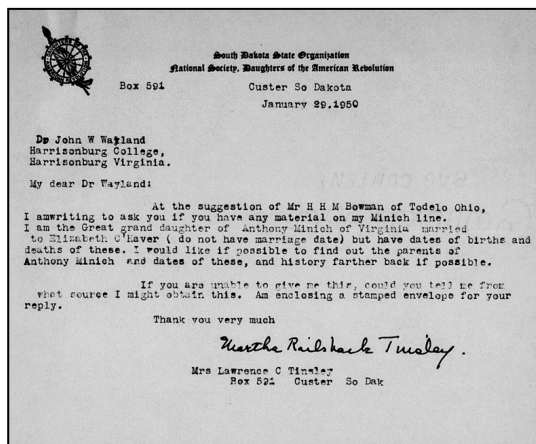 South Dakota State Organization
National Society, Daughters of the American Revolution
Box 591 Custer So Dakota
January 29.1950
Dr John W Wayland
Harrisonburg College,
Harrisonburg Virginia.
My dear Dr Wayland:
At the suggestion of Mr H H M Bowman of Todelo Ohio,
I amwriting to ask you if you have any material on my Minich line.
I am the Great grand daughter of Anthony Minich of Virginia married
to Elizabeth O'Haver ( do not have marriage date) but have dates of births and
deaths of these. I would like if possible to find out the parents of
Anthony Minich and dates of these, and history farther back if possible.
If you are unable to give me this, could you tell me from
what source I might obtain this. Am enclosing a stamped envelope for your
reply.
Thank you very much
Martha Railsback Tinsley.
Mrs Lawrence C Tinsley
Box 591 Custer So Dak